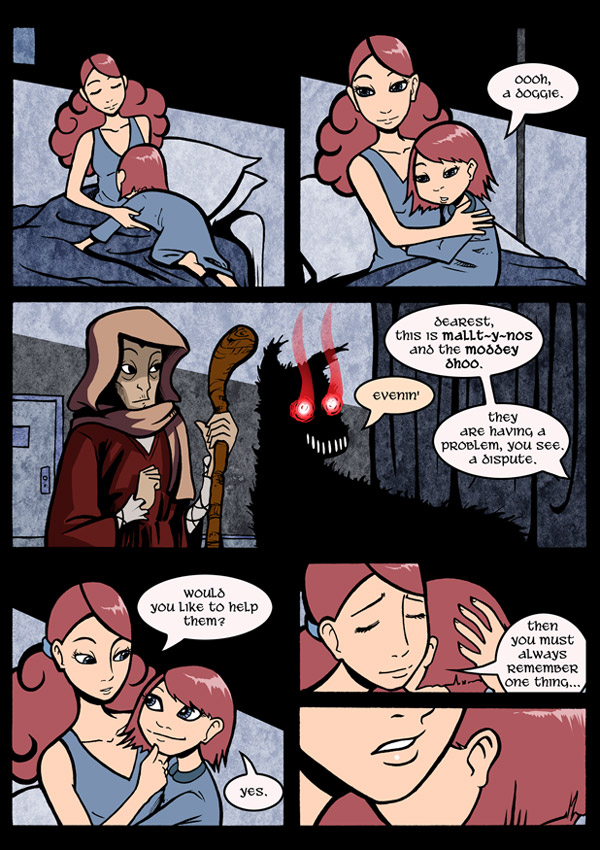 OOOH,
A DOGGIE.
DEAREST,
THIS IS MALLT-Y-NOS
AND THE MODDEY
DHOO.
EVENIN'
THEY
ARE HAVING A
PROBLEM, YOU SEE.
A DISPUTE.
WOULD
YOU LIKE TO HELP
THEM?
YES.
THEN
YOU MUST
ALWAYS
REMEMBER
ONE THING...